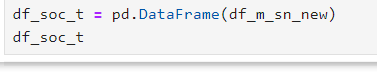 df_soc_t = pd.DataFrame(df_m_sn_new)
df_soc_t